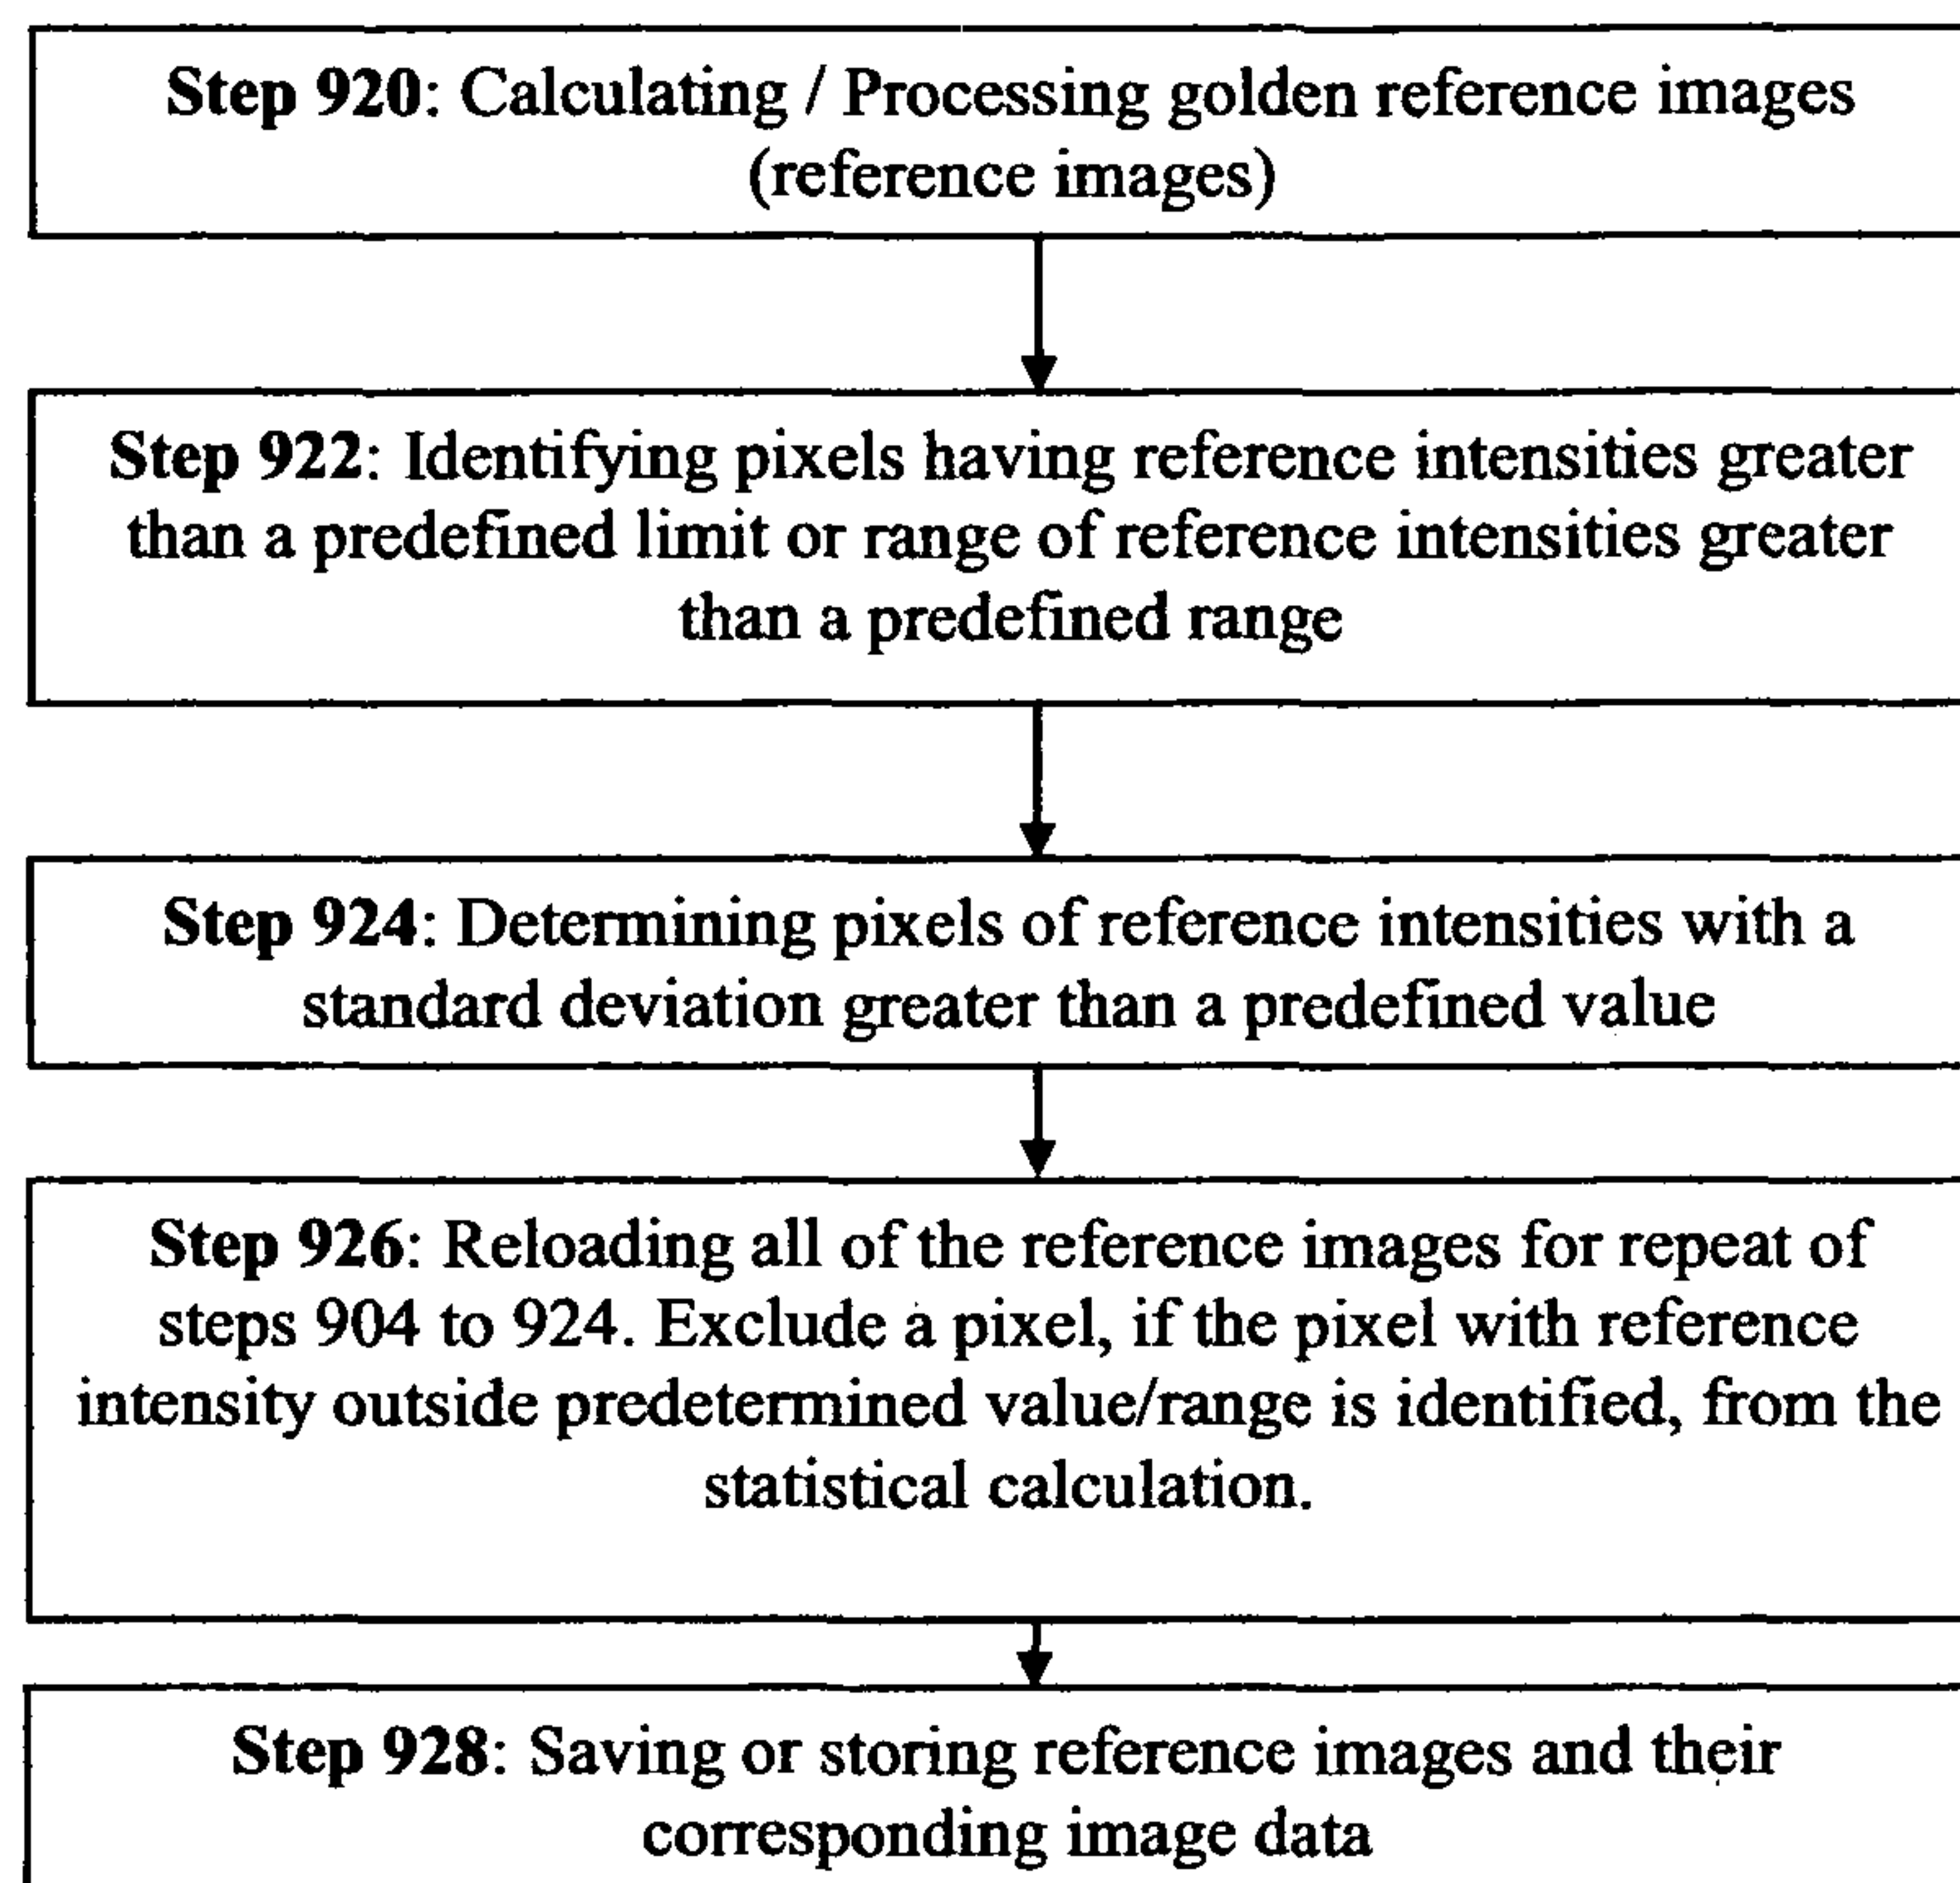 Step 920: Calculating / Processing golden reference images
(reference images)
Step 922: Identifying pixels having reference intensities greater
than a predefined limit or range of reference intensities greater
than a predefined range
Step 924: Determining pixels of reference intensities with a
standard deviation greater than a predefined value
Step 926: Reloading all of the reference images for repeat of
steps 904 to 924. Exclude a pixel, if the pixel with reference
intensity outside predetermined value/range is identified, from the
statistical calculation.
Step 928: Saving or storing reference images and their
corresponding image data